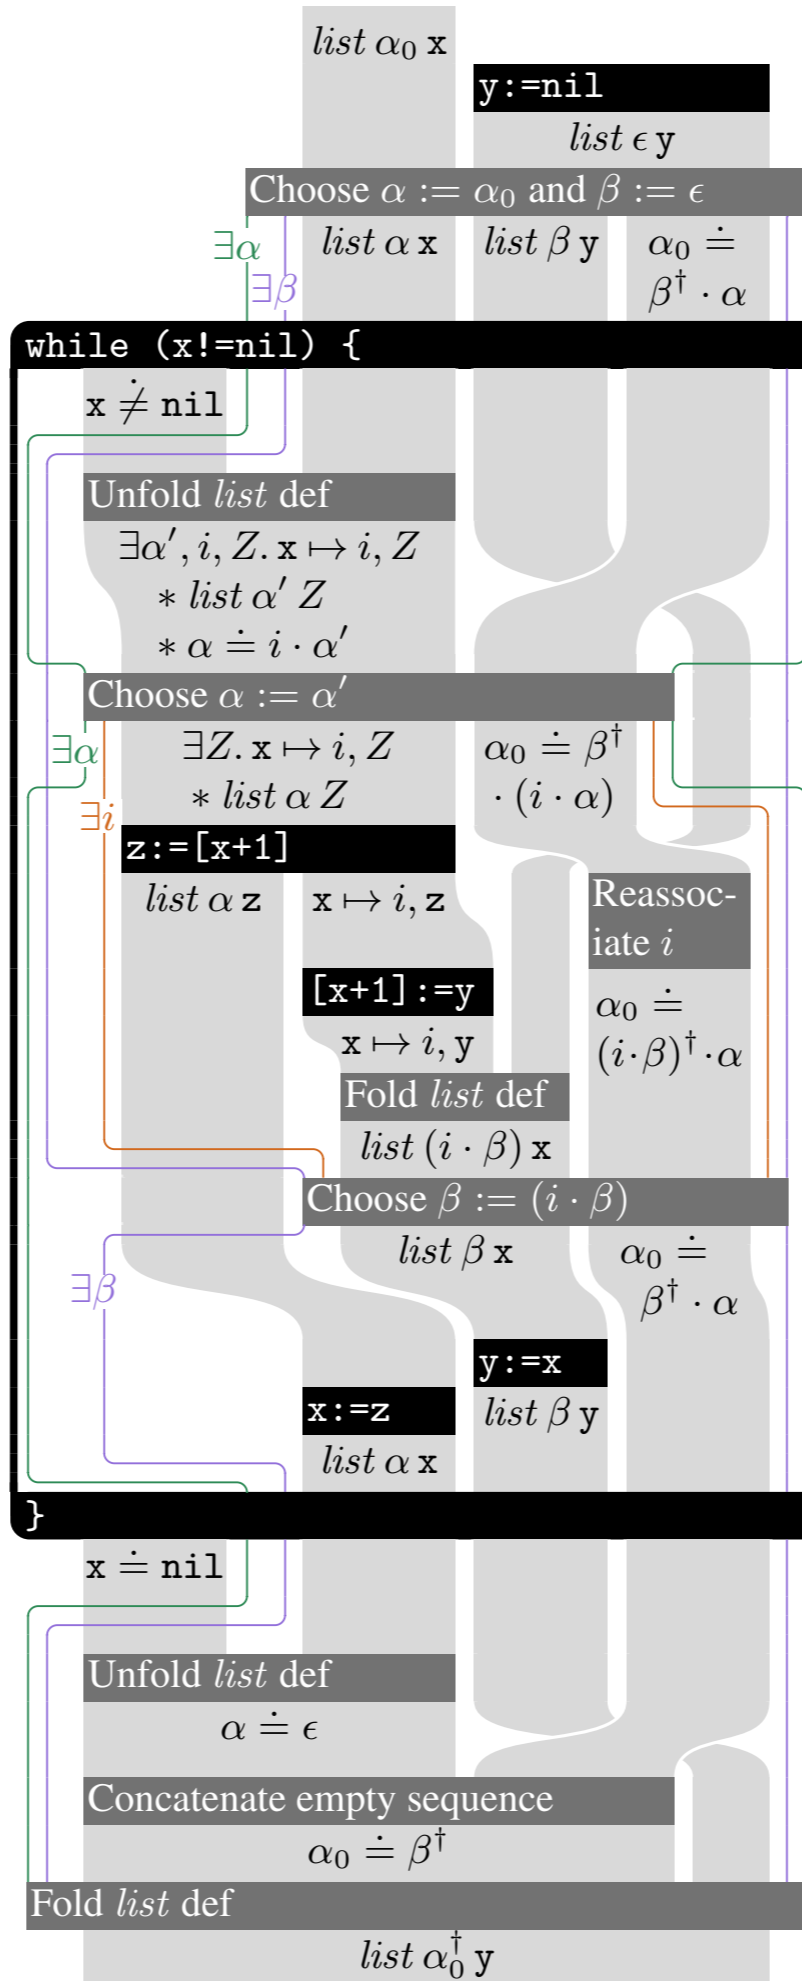 list α₀ x
y:=nil
list ϵ y
Choose α := α₀ and β := ϵ
∃α
list α x
list β y
α₀ ≐
∃β
β† · α
while (x!=nil) {
x ≠̇ nil
Unfold list def
∃α′, i, Z. x ↦ i, Z
∗ list α′ Z
∗ α ≐ i · α′
Choose α := α′
∃α
∃Z. x ↦ i, Z
α₀ ≐ β†
∗ list α Z
· (i · α)
∃i
z:=[x+1]
list α z
x ↦ i, z
Reassoc-
iate i
[x+1]:=y
α₀ ≐
x ↦ i, y
(i·β)†·α
Fold list def
list (i · β) x
Choose β := (i · β)
list β x
α₀ ≐
∃β
β† · α
y:=x
x:=z
list β y
list α x
}
x ≐ nil
Unfold list def
α ≐ ϵ
Concatenate empty sequence
α₀ ≐ β†
Fold list def
list α₀† y